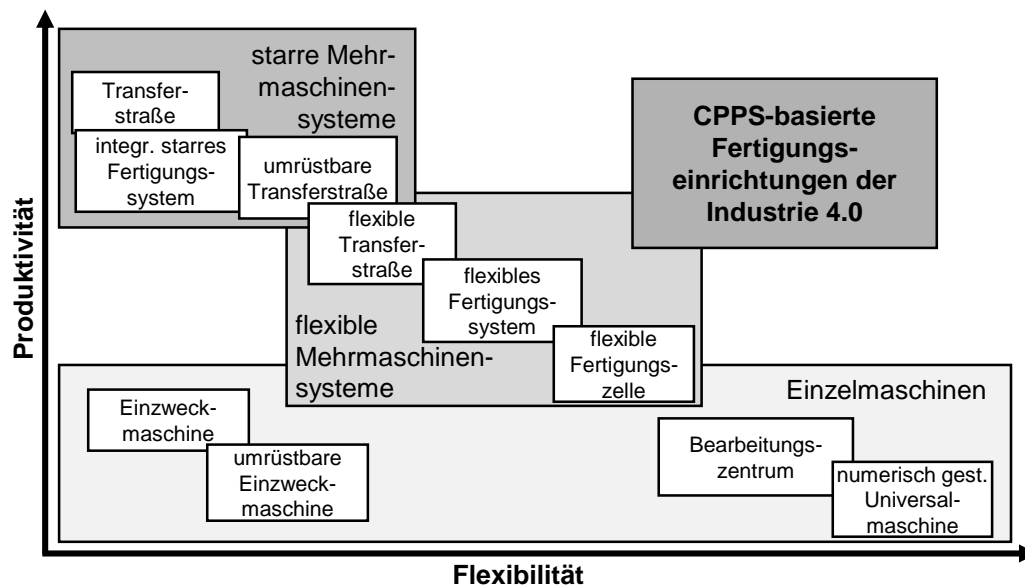 Produktivität
starre Mehr-
maschinen-
systeme
Transfer-
straße
integr. starres
Fertigungs-
system
umrüstbare
Transferstraße
CPPS-basierte
Fertigungs-
einrichtungen der
Industrie 4.0
flexible
Transfer-
straße
flexibles
Fertigungs-
system
flexible
Fertigungs-
zelle
flexible
Mehrmaschinen-
systeme
Einzelmaschinen
Einzweck-
maschine
umrüstbare
Einzweck-
maschine
Bearbeitungs-
zentrum
numerisch gest.
Universal-
maschine
Flexibilität